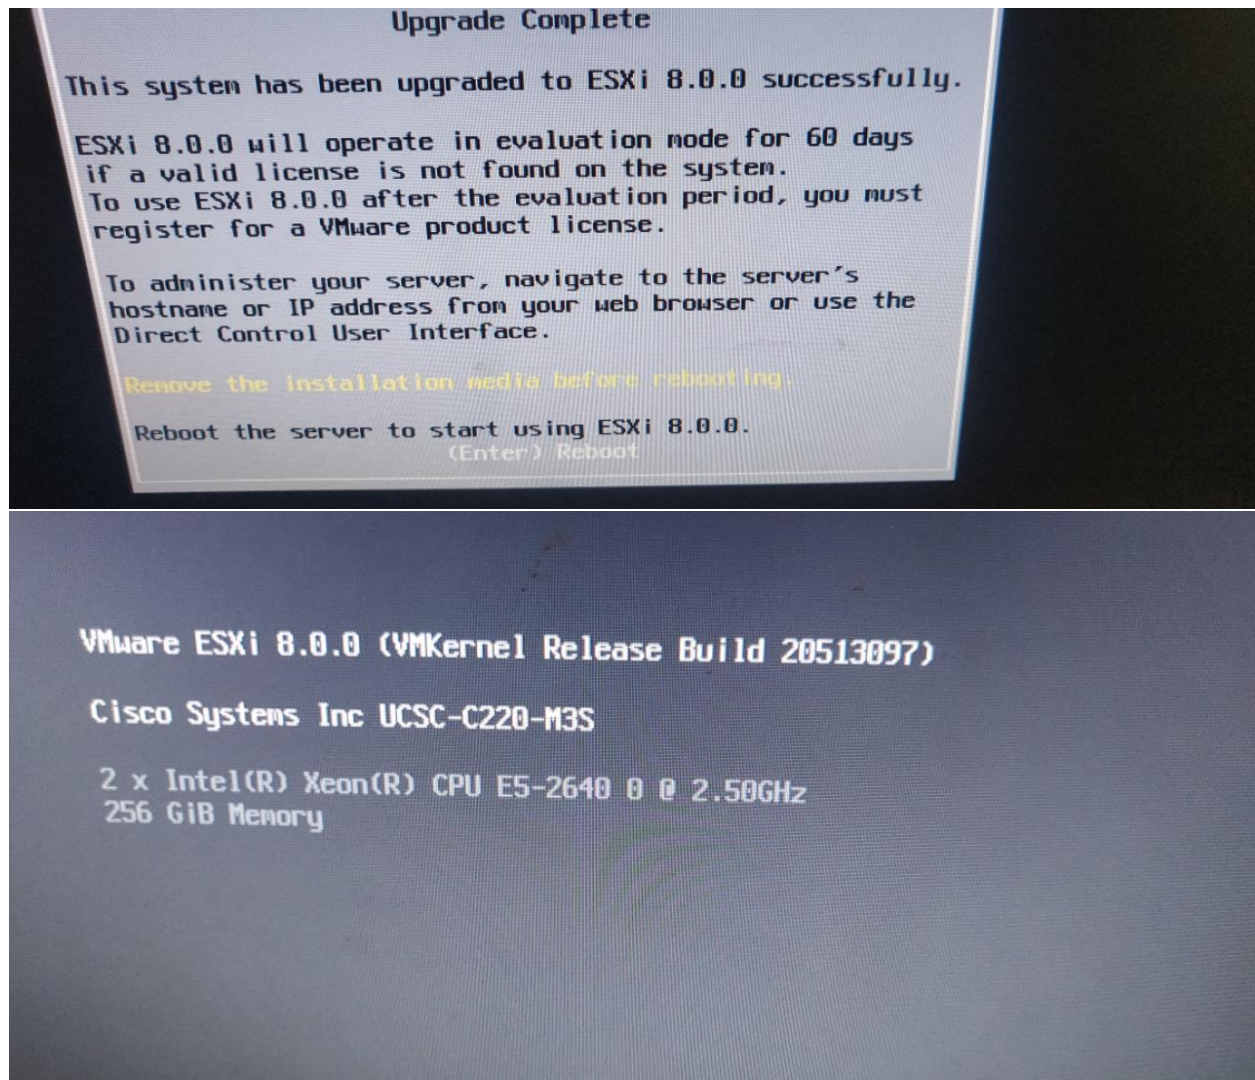 Upgrade Complete
This system has been upgraded to ESXi 8.0.0 successfully.
ESXi 8.0.0 will operate in evaluation mode for 60 days
if a valid license is not found on the system.
To use ESXi 8.0.0 after the evaluation period, you must
register for a VMware product license.
To administer your server, navigate to the server's
hostname or IP address from your web browser or use the
Direct Control User Interface.
Remove the installation media before rebooting.
Reboot the server to start using ESXi 8.0.0.
(Enter) Reboot
VMware ESXi 8.0.0 (VMKernel Release Build 20513097)
Cisco Systems Inc UCSC-C220-M3S
2 x Intel(R) Xeon(R) CPU E5-2640 0 @ 2.50GHz
256 GiB Memory